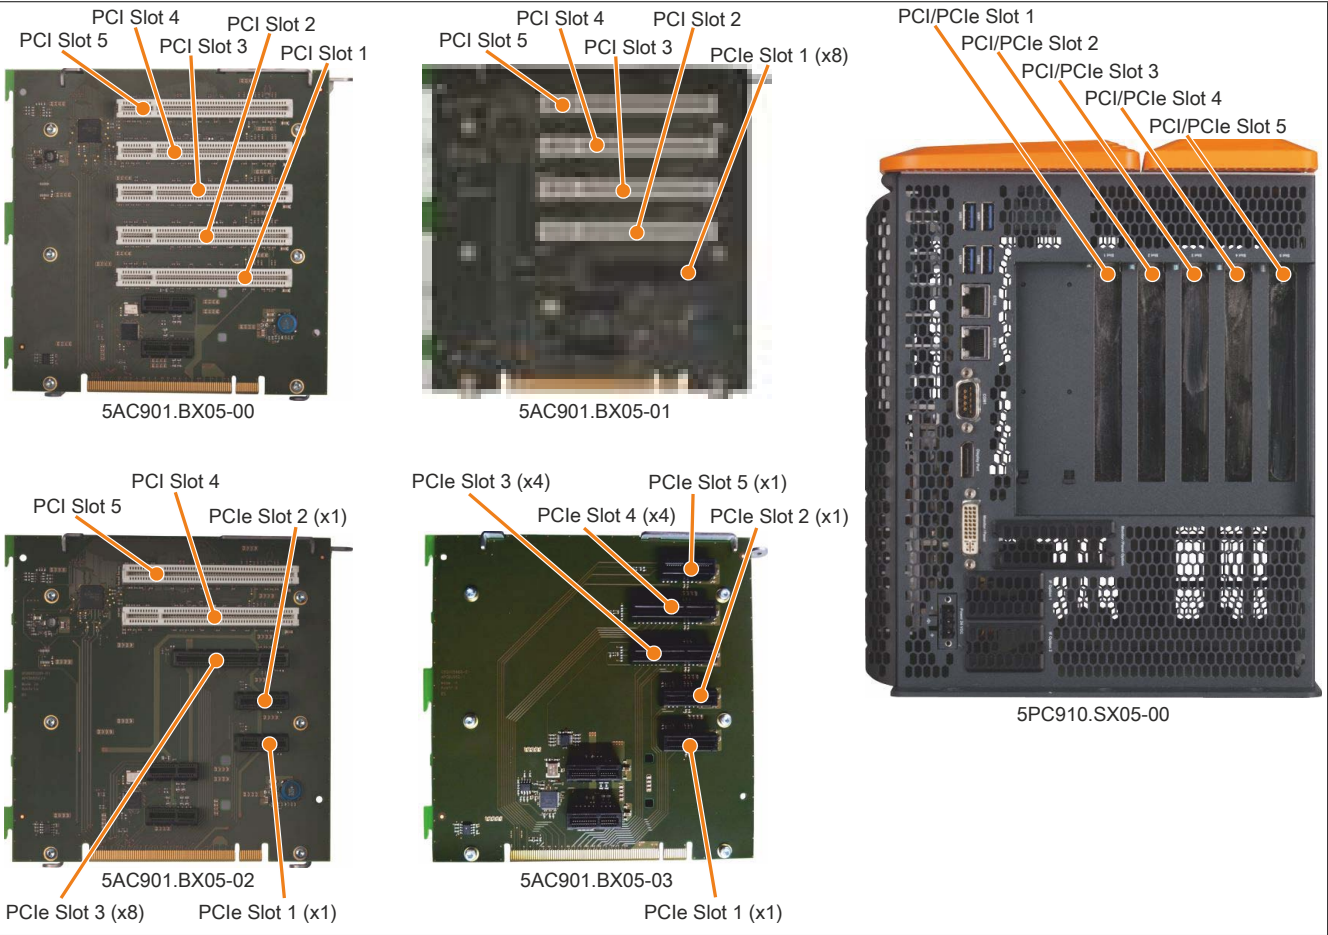 PCI Slot 4
PCI Slot 2
PCI Slot 5
PCI Slot 3
PCI Slot 1
5AC901.BX05-00
PCI Slot 4
PCI Slot 2
PCI Slot 5
PCI Slot 3
PCIe Slot 1 (x8)
5AC901.BX05-01
PCI/PCIe Slot 1
PCI/PCIe Slot 2
PCI/PCIe Slot 3
PCI/PCIe Slot 4
PCI/PCIe Slot 5
5PC910.SX05-00
PCI Slot 4
PCI Slot 5
PCIe Slot 2 (x1)
5AC901.BX05-02
PCIe Slot 3 (x8)
PCIe Slot 1 (x1)
PCIe Slot 3 (x4)
PCIe Slot 5 (x1)
PCIe Slot 4 (x4)
PCIe Slot 2 (x1)
5AC901.BX05-03
PCIe Slot 1 (x1)